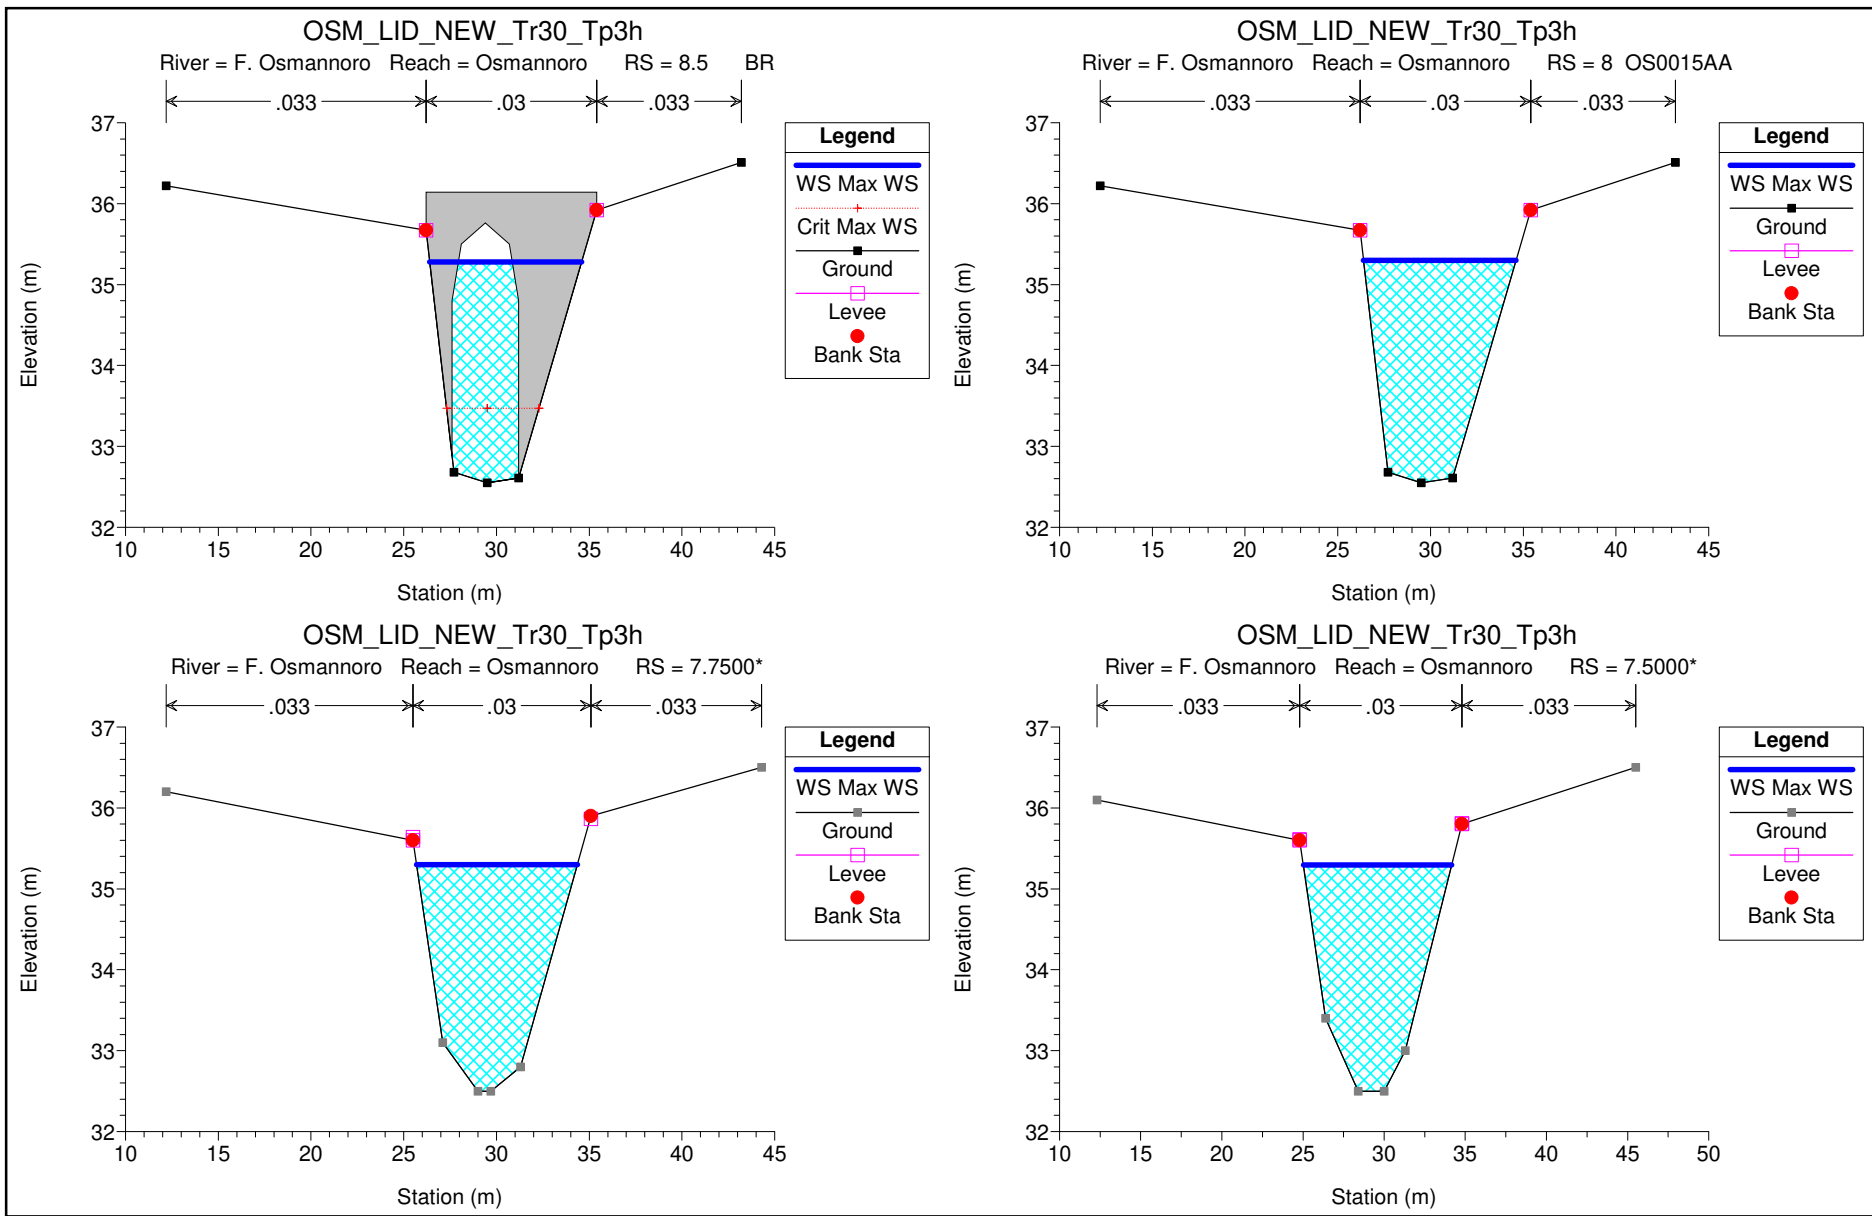 OSM_LID_NEW_Tr30_Tp3h
River = F. Osmannoro Reach = Osmannoro RS = 8.5 BR
.033 .03 .033
37
36
35
34
33
32
Elevation (m)
10 15 20 25 30 35 40 45
Station (m)
Legend
WS Max WS
Crit Max WS
Ground
Levee
Bank Sta
OSM_LID_NEW_Tr30_Tp3h
River = F. Osmannoro Reach = Osmannoro RS = 8 OS0015AA
.033 .03 .033
37
36
35
34
33
32
Elevation (m)
10 15 20 25 30 35 40 45
Station (m)
Legend
WS Max WS
Ground
Levee
Bank Sta
OSM_LID_NEW_Tr30_Tp3h
River = F. Osmannoro Reach = Osmannoro RS = 7.7500*
.033 .03 .033
37
36
35
34
33
32
Elevation (m)
10 15 20 25 30 35 40 45
Station (m)
Legend
WS Max WS
Ground
Levee
Bank Sta
OSM_LID_NEW_Tr30_Tp3h
River = F. Osmannoro Reach = Osmannoro RS = 7.5000*
.033 .03 .033
37
36
35
34
33
32
Elevation (m)
10 15 20 25 30 35 40 45 50
Station (m)
Legend
WS Max WS
Ground
Levee
Bank Sta